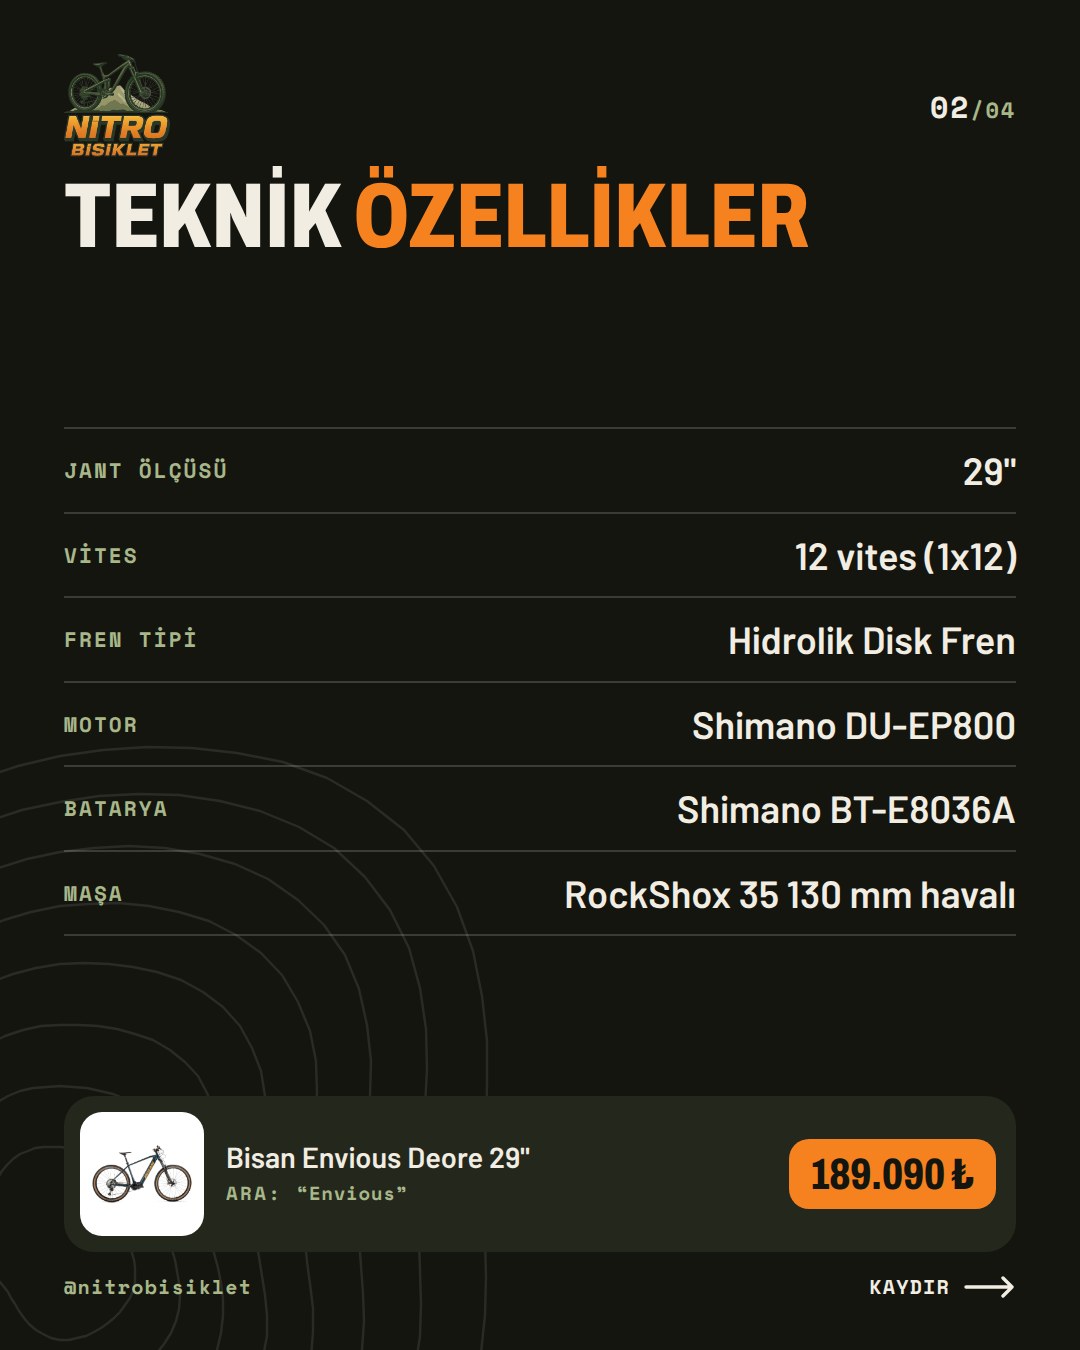 NiTRO
BISIKLET
02/04
TEKNİK ÖZELLİKLER
JANT ÖLÇÜSÜ 29"
VİTES 12 vites (1x12)
FREN TİPİ Hidrolik Disk Fren
MOTOR Shimano DU-EP800
BATARYA Shimano BT-E8036A
MAŞA RockShox 35 130 mm havalı
Bisan Envious Deore 29"
ARA: “Envious”
189.090 ₺
@nitrobisiklet
KAYDIR